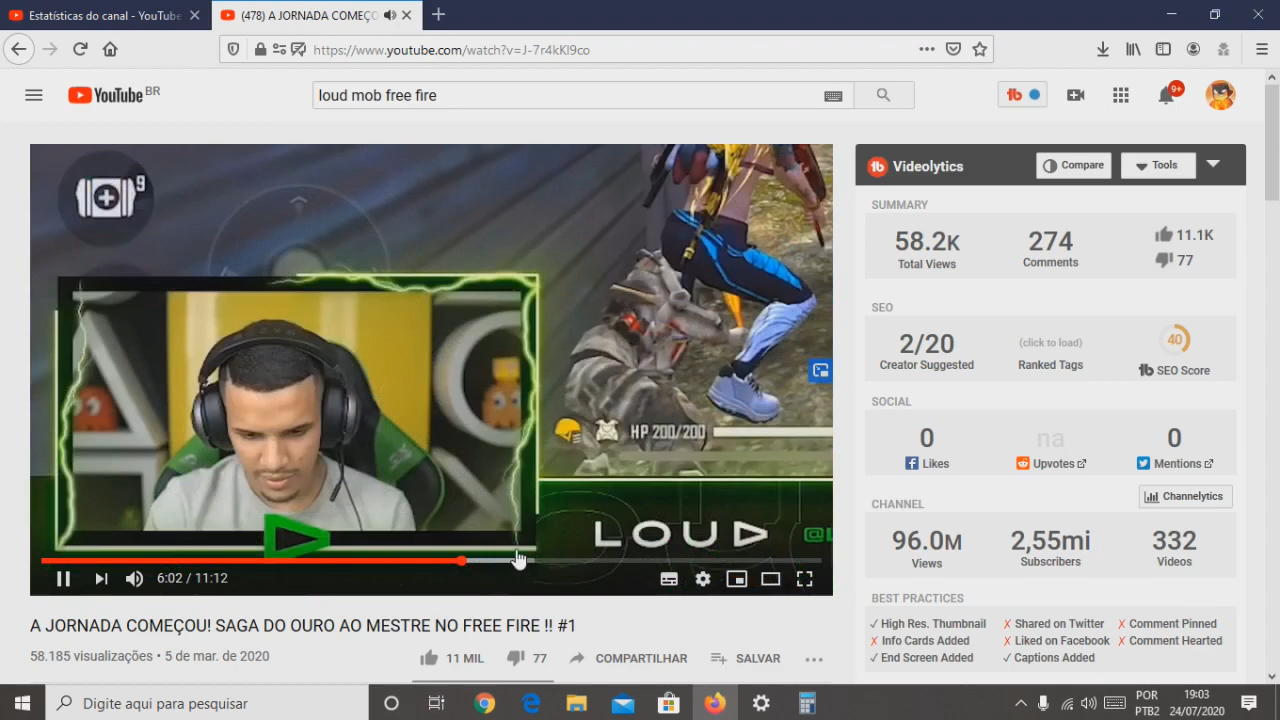 Estatísticas do canal - YouTube
(478) A JORNADA COMEÇO
https://www.youtube.com/watch?v=J-7r4kKl9co
YouTube BR
loud mob free fire
9+
9
HP 200/200
LOUD
6:02 / 11:12
A JORNADA COMEÇOU! SAGA DO OURO AO MESTRE NO FREE FIRE !! #1
58.185 visualizações • 5 de mar. de 2020
11 MIL
77
COMPARTILHAR
SALVAR
Videolytics
Compare
Tools
SUMMARY
58.2K
274
11.1K
Total Views
Comments
77
SEO
2/20
(click to load)
40
Creator Suggested
Ranked Tags
SEO Score
SOCIAL
0
na
0
Likes
Upvotes
Mentions
CHANNEL
Channelytics
96.0M
2,55mi
332
Views
Subscribers
Videos
BEST PRACTICES
✓ High Res. Thumbnail
✗ Shared on Twitter
✗ Comment Pinned
✗ Info Cards Added
✗ Liked on Facebook
✗ Comment Hearted
✓ End Screen Added
✓ Captions Added
Digite aqui para pesquisar
POR
PTB2
19:03
24/07/2020